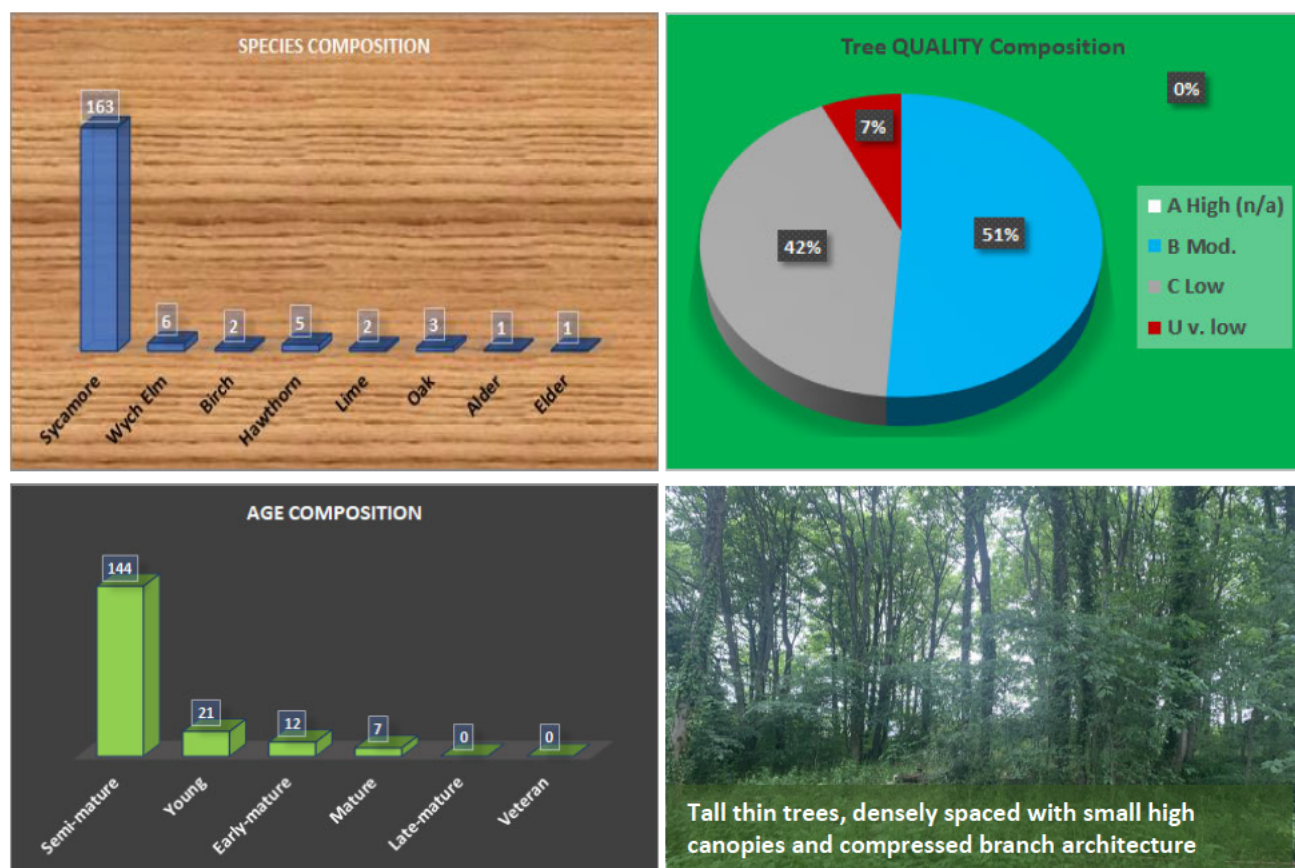 SPECIES COMPOSITION
163
6
2
5
2
3
1
1
Sycamore
Wych Elm
Birch
Hawthorn
Lime
Oak
Alder
Elder
Tree QUALITY Composition
0%
7%
42%
51%
A High (n/a)
B Mod.
C Low
U v. low
AGE COMPOSITION
144
21
12
7
0
0
Semi-mature
Young
Early-mature
Mature
Late-mature
Veteran
Tall thin trees, densely spaced with small high
canopies and compressed branch architecture